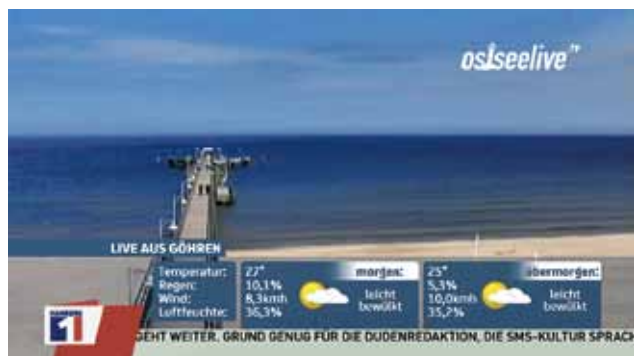 ostseelive tv
LIVE AUS GÖHREN
Temperatur: 27° morgen: 25° übermorgen:
Regen: 10,1% 5,3%
Wind: 8,3kmh leicht 10,0kmh leicht
Luftfeuchte: 36,3% bewölkt 35,2% bewölkt
HAMBURG
1
GEHT WEITER. GRUND GENUG FÜR DIE DUDENREDAKTION, DIE SMS-KULTUR SPRACH